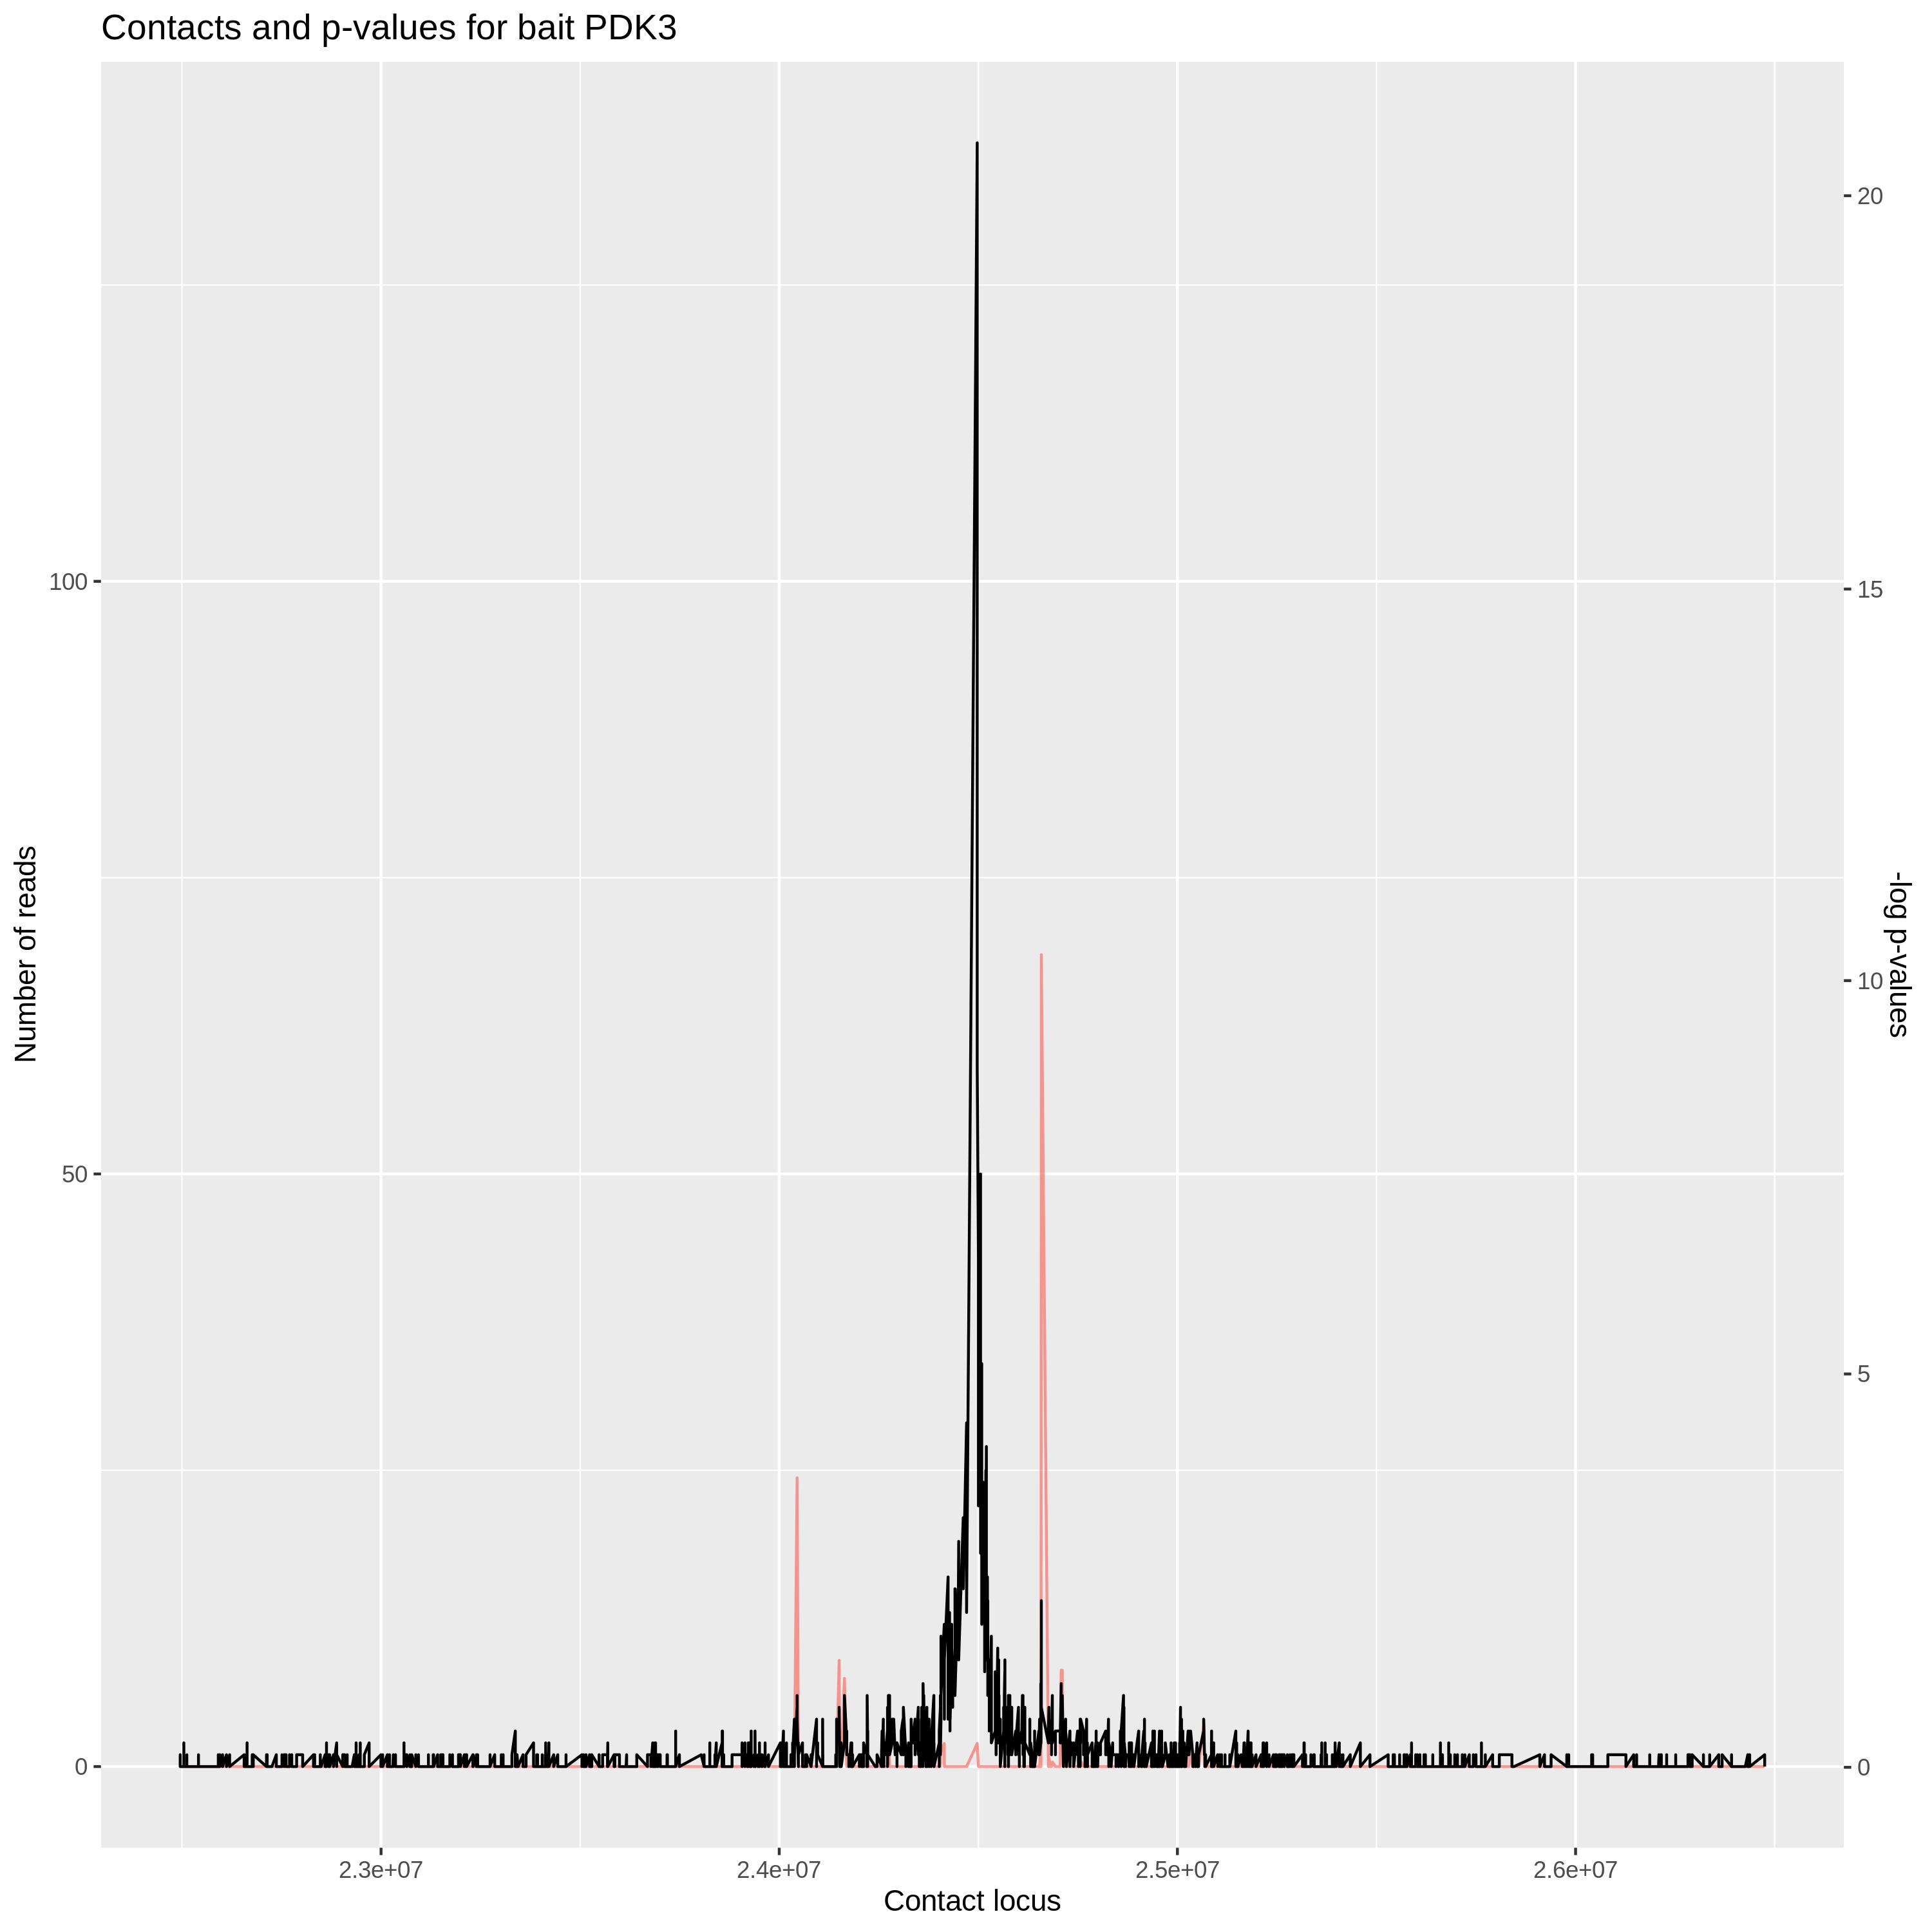 Contacts and p-values for bait PDK3
Number of reads
100
50
0
20
15
10
5
0
-log p-values
2.3e+07
2.4e+07
2.5e+07
2.6e+07
Contact locus